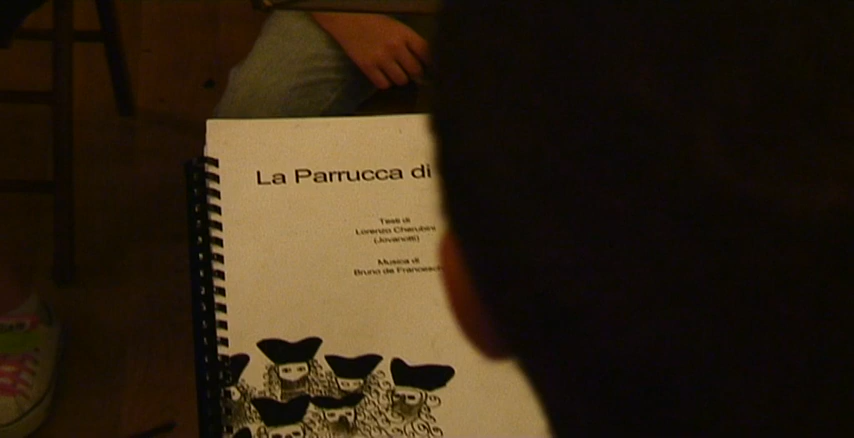 La Parrucca di
Testi di
Lorenzo Cherubini
(Jovanotti)
Musica di
Bruno de Franceschi